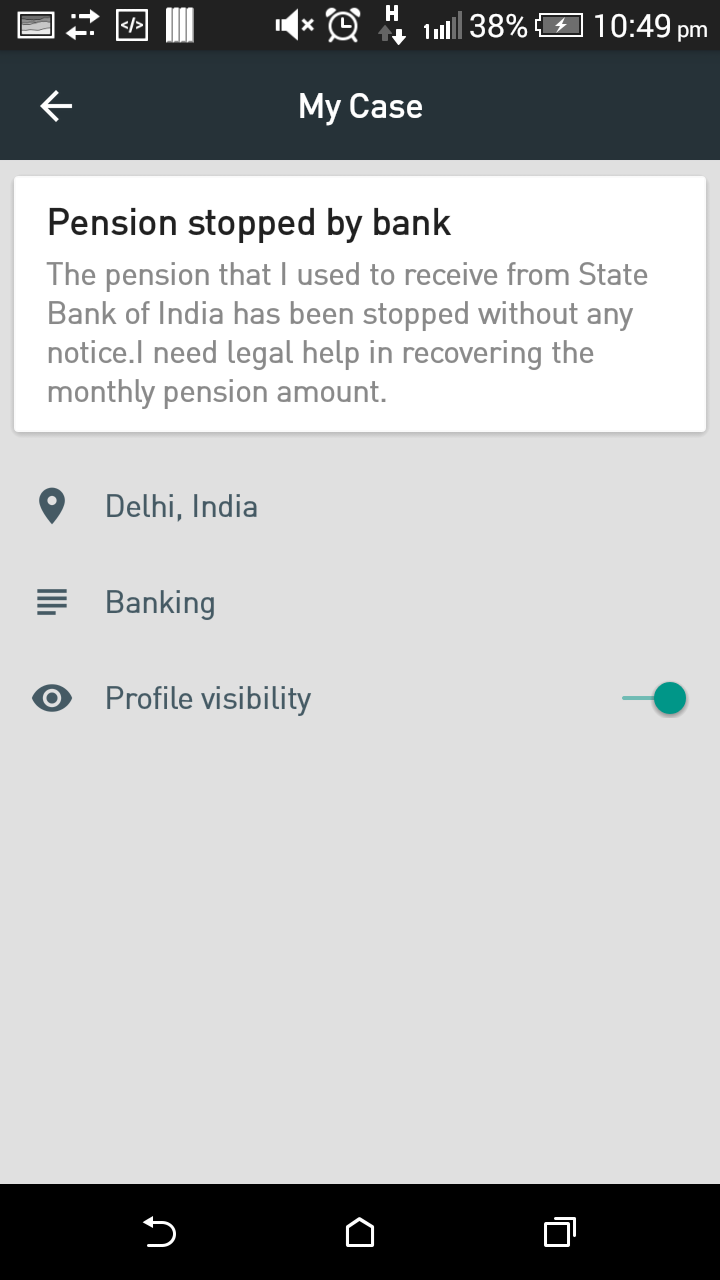 H
1 38% 10:49 pm
My Case
Pension stopped by bank
The pension that I used to receive from State
Bank of India has been stopped without any
notice.I need legal help in recovering the
monthly pension amount.
Delhi, India
Banking
Profile visibility